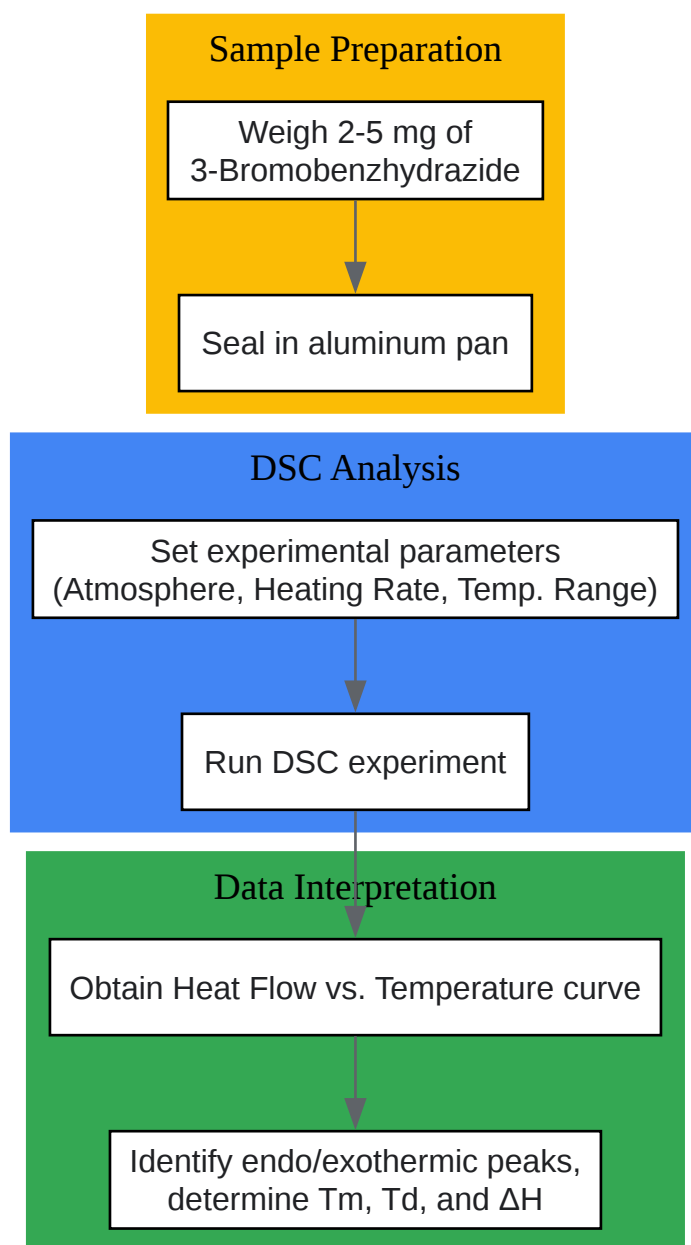 Sample Preparation
Weigh 2-5 mg of
3-Bromobenzhydrazide
Seal in aluminum pan
DSC Analysis
Set experimental parameters
(Atmosphere, Heating Rate, Temp. Range)
Run DSC experiment
Data Interpretation
Obtain Heat Flow vs. Temperature curve
Identify endo/exothermic peaks,
determine Tm, Td, and ΔH